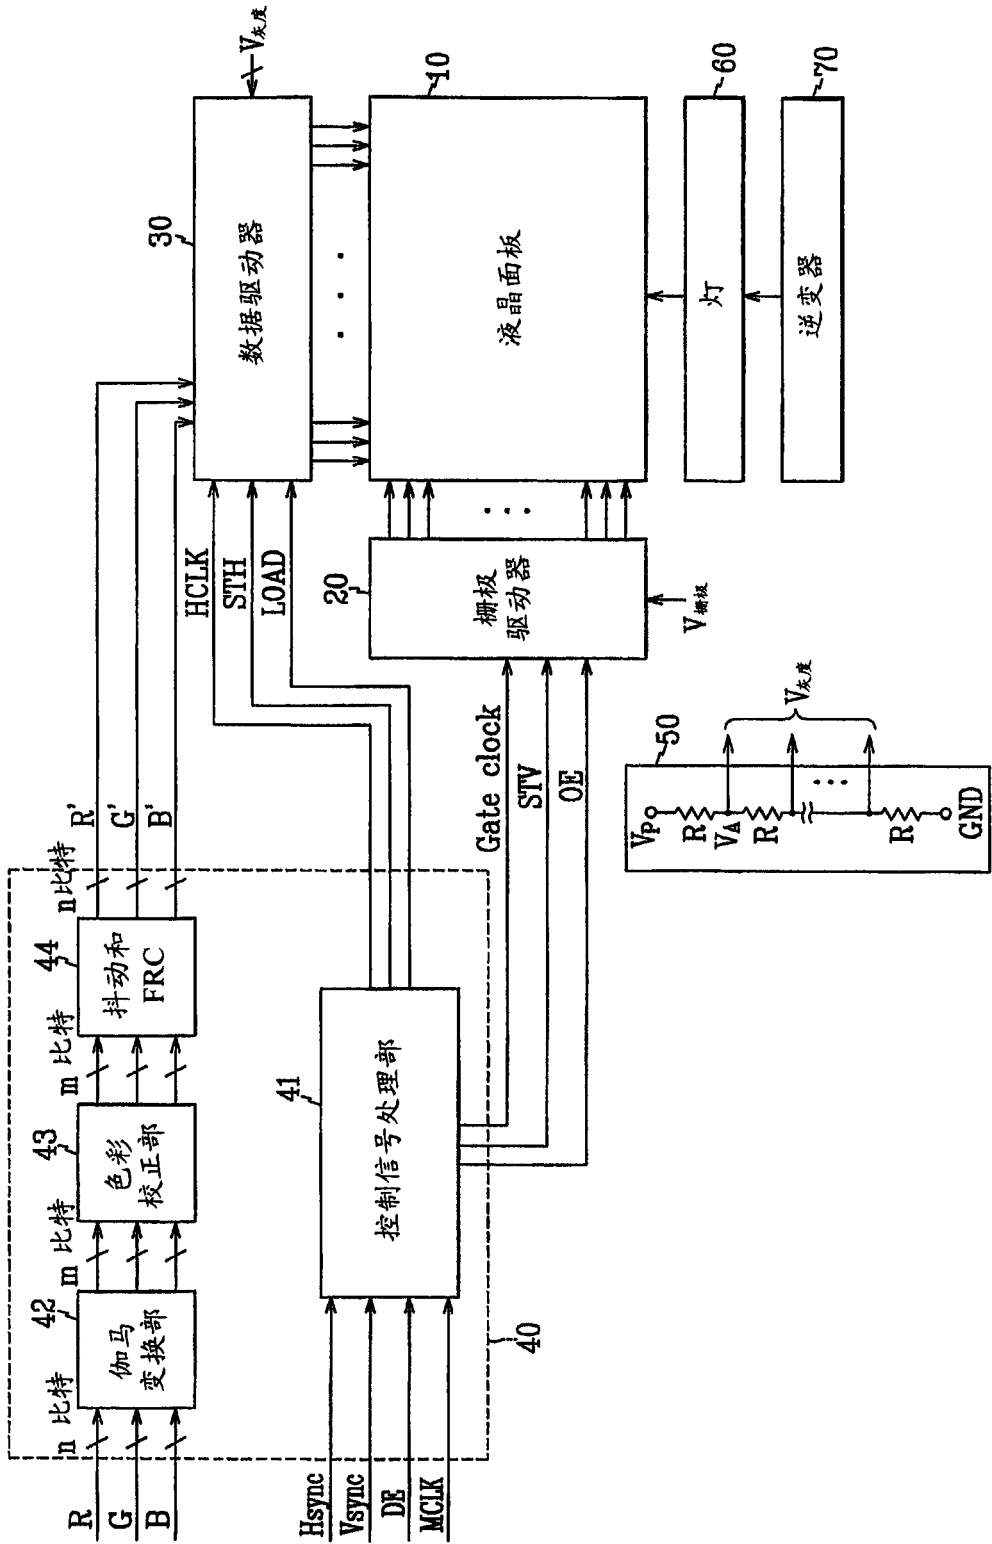 R
G
B
n 比特
42
伽马
变换部
m 比特
43
色彩
校正部
m 比特
44
抖动和
FRC
n 比特
R'
G'
B'
30
数据驱动器
V灰度
Hsync
Vsync
DE
MCLK
40
41
控制信号处理部
HCLK
STH
LOAD
Gate clock
STV
OE
20
栅极
驱动器
V栅极
10
液晶面板
60
灯
70
逆变器
50
VP
R
VA
R
R
GND
V灰度